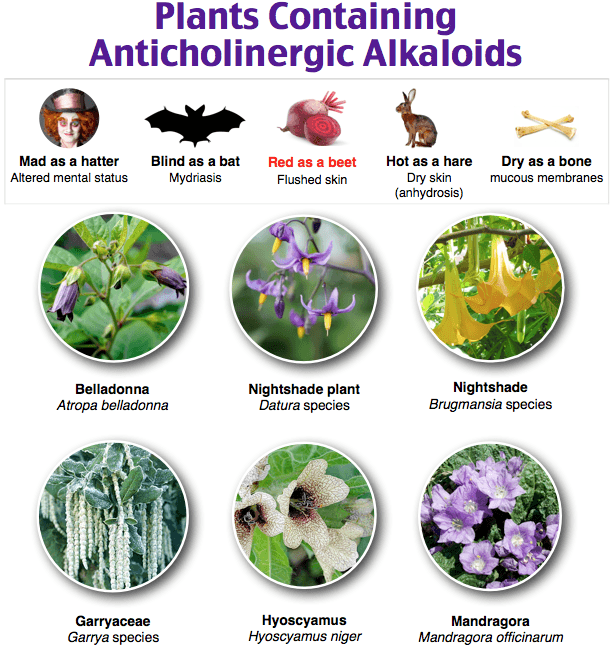 Plants Containing
Anticholinergic Alkaloids
Mad as a hatter
Altered mental status
Blind as a bat
Mydriasis
Red as a beet
Flushed skin
Hot as a hare
Dry skin
(anhydrosis)
Dry as a bone
mucous membranes
Belladonna
Atropa belladonna
Nightshade plant
Datura species
Nightshade
Brugmansia species
Garryaceae
Garrya species
Hyoscyamus
Hyoscyamus niger
Mandragora
Mandragora officinarum